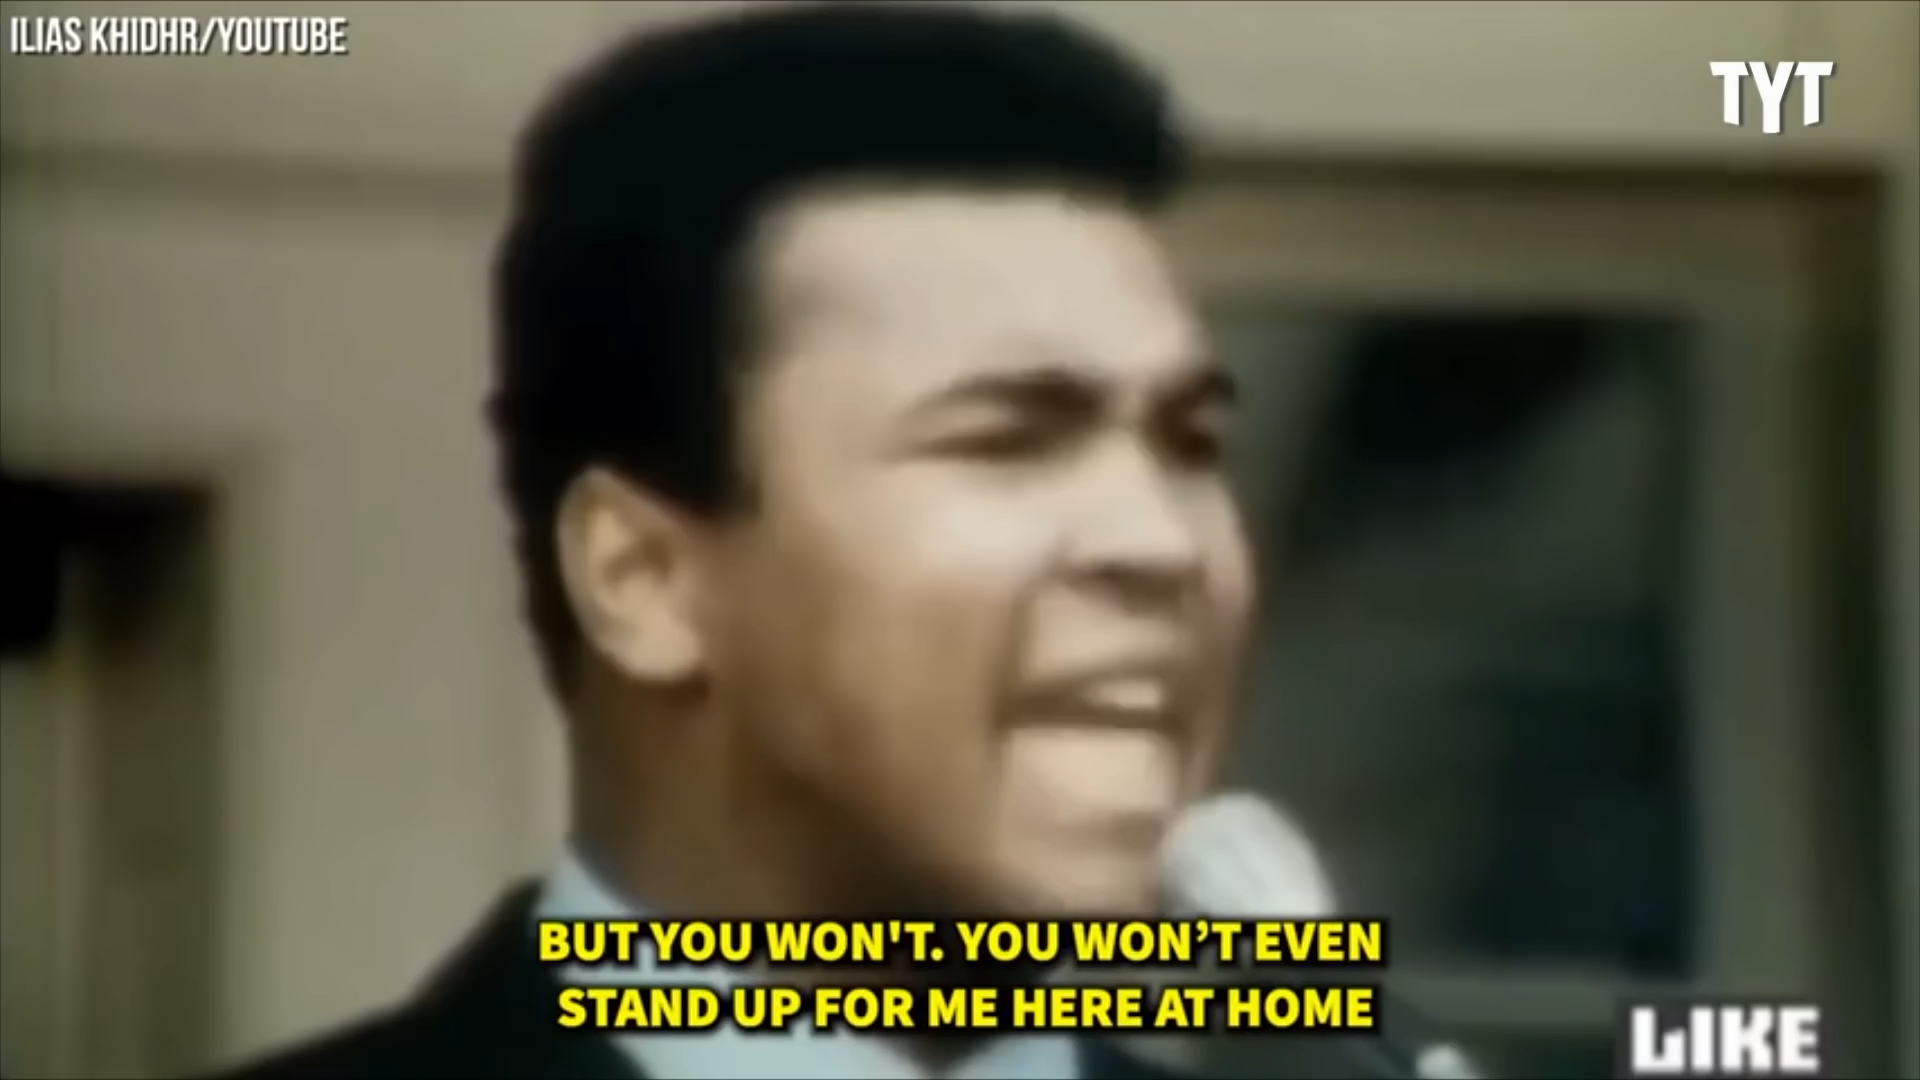 ILIAS KHIDHR/YOUTUBE
TYT
BUT YOU WON'T. YOU WON’T EVEN
STAND UP FOR ME HERE AT HOME
LIKE